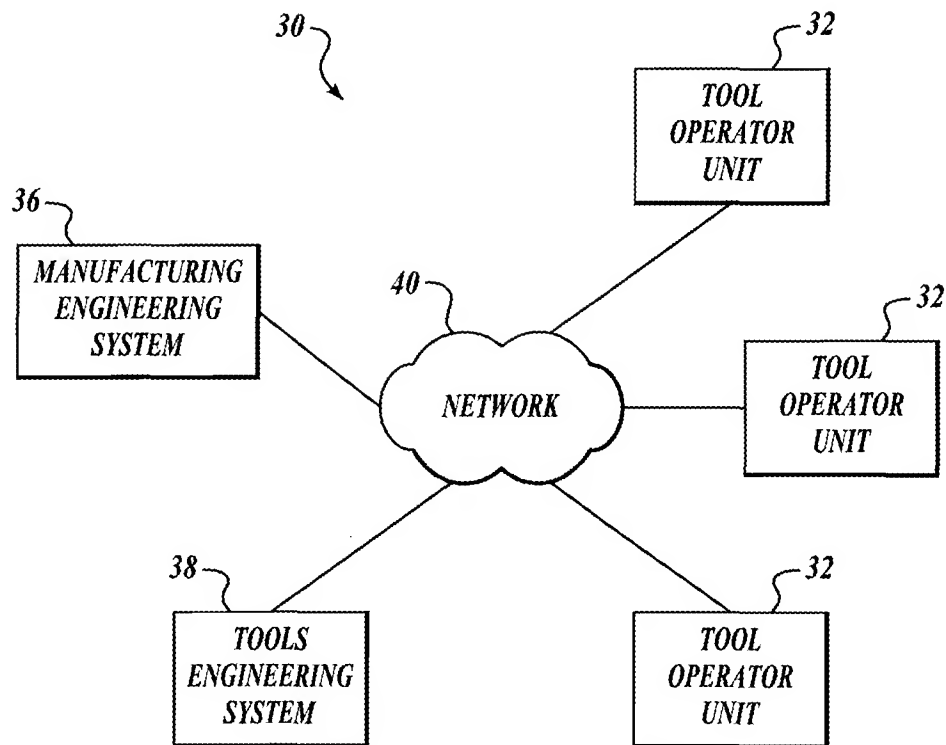 30
32
TOOL
OPERATOR
UNIT
36
MANUFACTURING
ENGINEERING
SYSTEM
40
NETWORK
32
TOOL
OPERATOR
UNIT
38
TOOLS
ENGINEERING
SYSTEM
32
TOOL
OPERATOR
UNIT